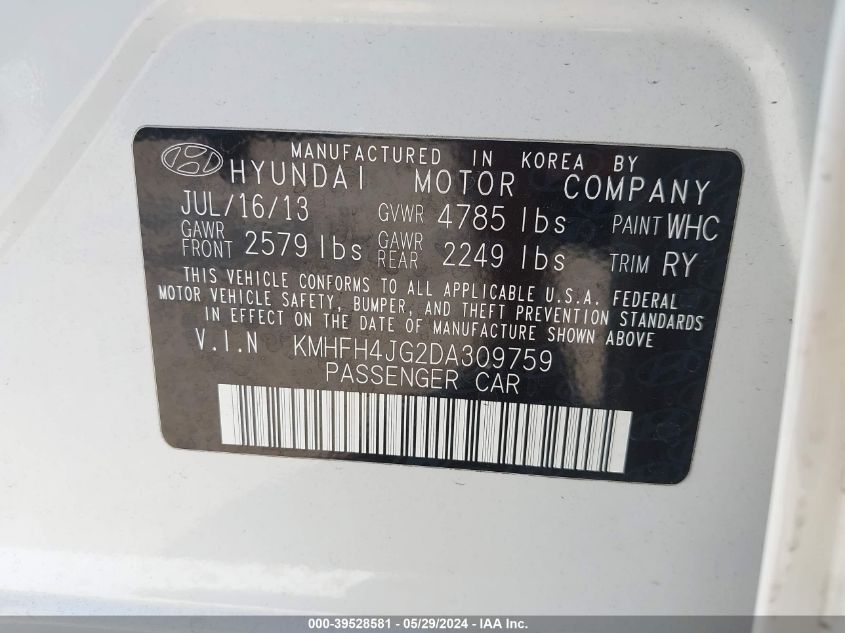 MANUFACTURED IN KOREA BY
HYUNDAI MOTOR COMPANY
JUL/16/13 GVWR 4785 lbs PAINT WHC
GAWR FRONT 2579 lbs GAWR REAR 2249 lbs TRIM RY
THIS VEHICLE CONFORMS TO ALL APPLICABLE U.S.A. FEDERAL
MOTOR VEHICLE SAFETY, BUMPER, AND THEFT PREVENTION STANDARDS
IN EFFECT ON THE DATE OF MANUFACTURE SHOWN ABOVE
V.I.N KMHFH4JG2DA309759
PASSENGER CAR
000-39528581 - 05/29/2024 - IAA Inc.